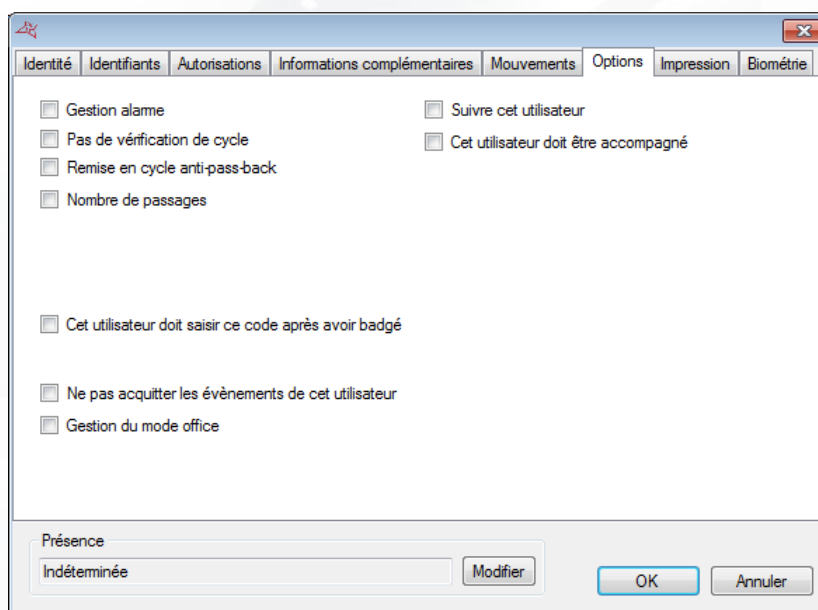 Identité Identifiants Autorisations Informations complémentaires Mouvements Options Impression Biométrie
Gestion alarme
Pas de vérification de cycle
Remise en cycle anti-pass-back
Nombre de passages
Suivre cet utilisateur
Cet utilisateur doit être accompagné
Cet utilisateur doit saisir ce code après avoir badgé
Ne pas acquitter les évènements de cet utilisateur
Gestion du mode office
Présence
Indéterminée
Modifier
OK
Annuler